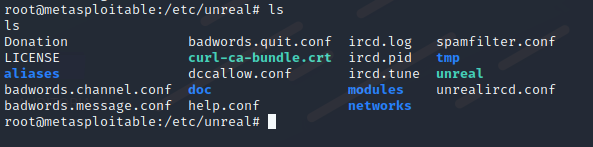 root@metasploitable:/etc/unreal# ls
ls
Donation badwords.quit.conf ircd.log spamfilter.conf
LICENSE curl-ca-bundle.crt ircd.pid tmp
aliases dccallow.conf ircd.tune unreal
badwords.channel.conf doc modules unrealircd.conf
badwords.message.conf help.conf networks
root@metasploitable:/etc/unreal#